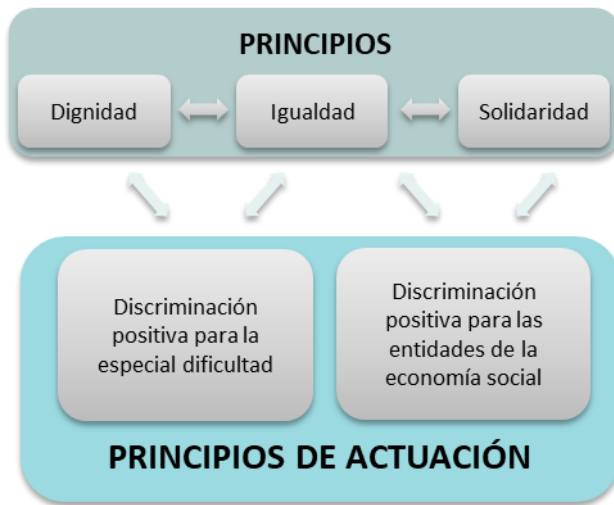 PRINCIPIOS
Dignidad
Igualdad
Solidaridad
Discriminación
positiva para la
especial dificultad
Discriminación
positiva para las
entidades de la
economía social
PRINCIPIOS DE ACTUACIÓN